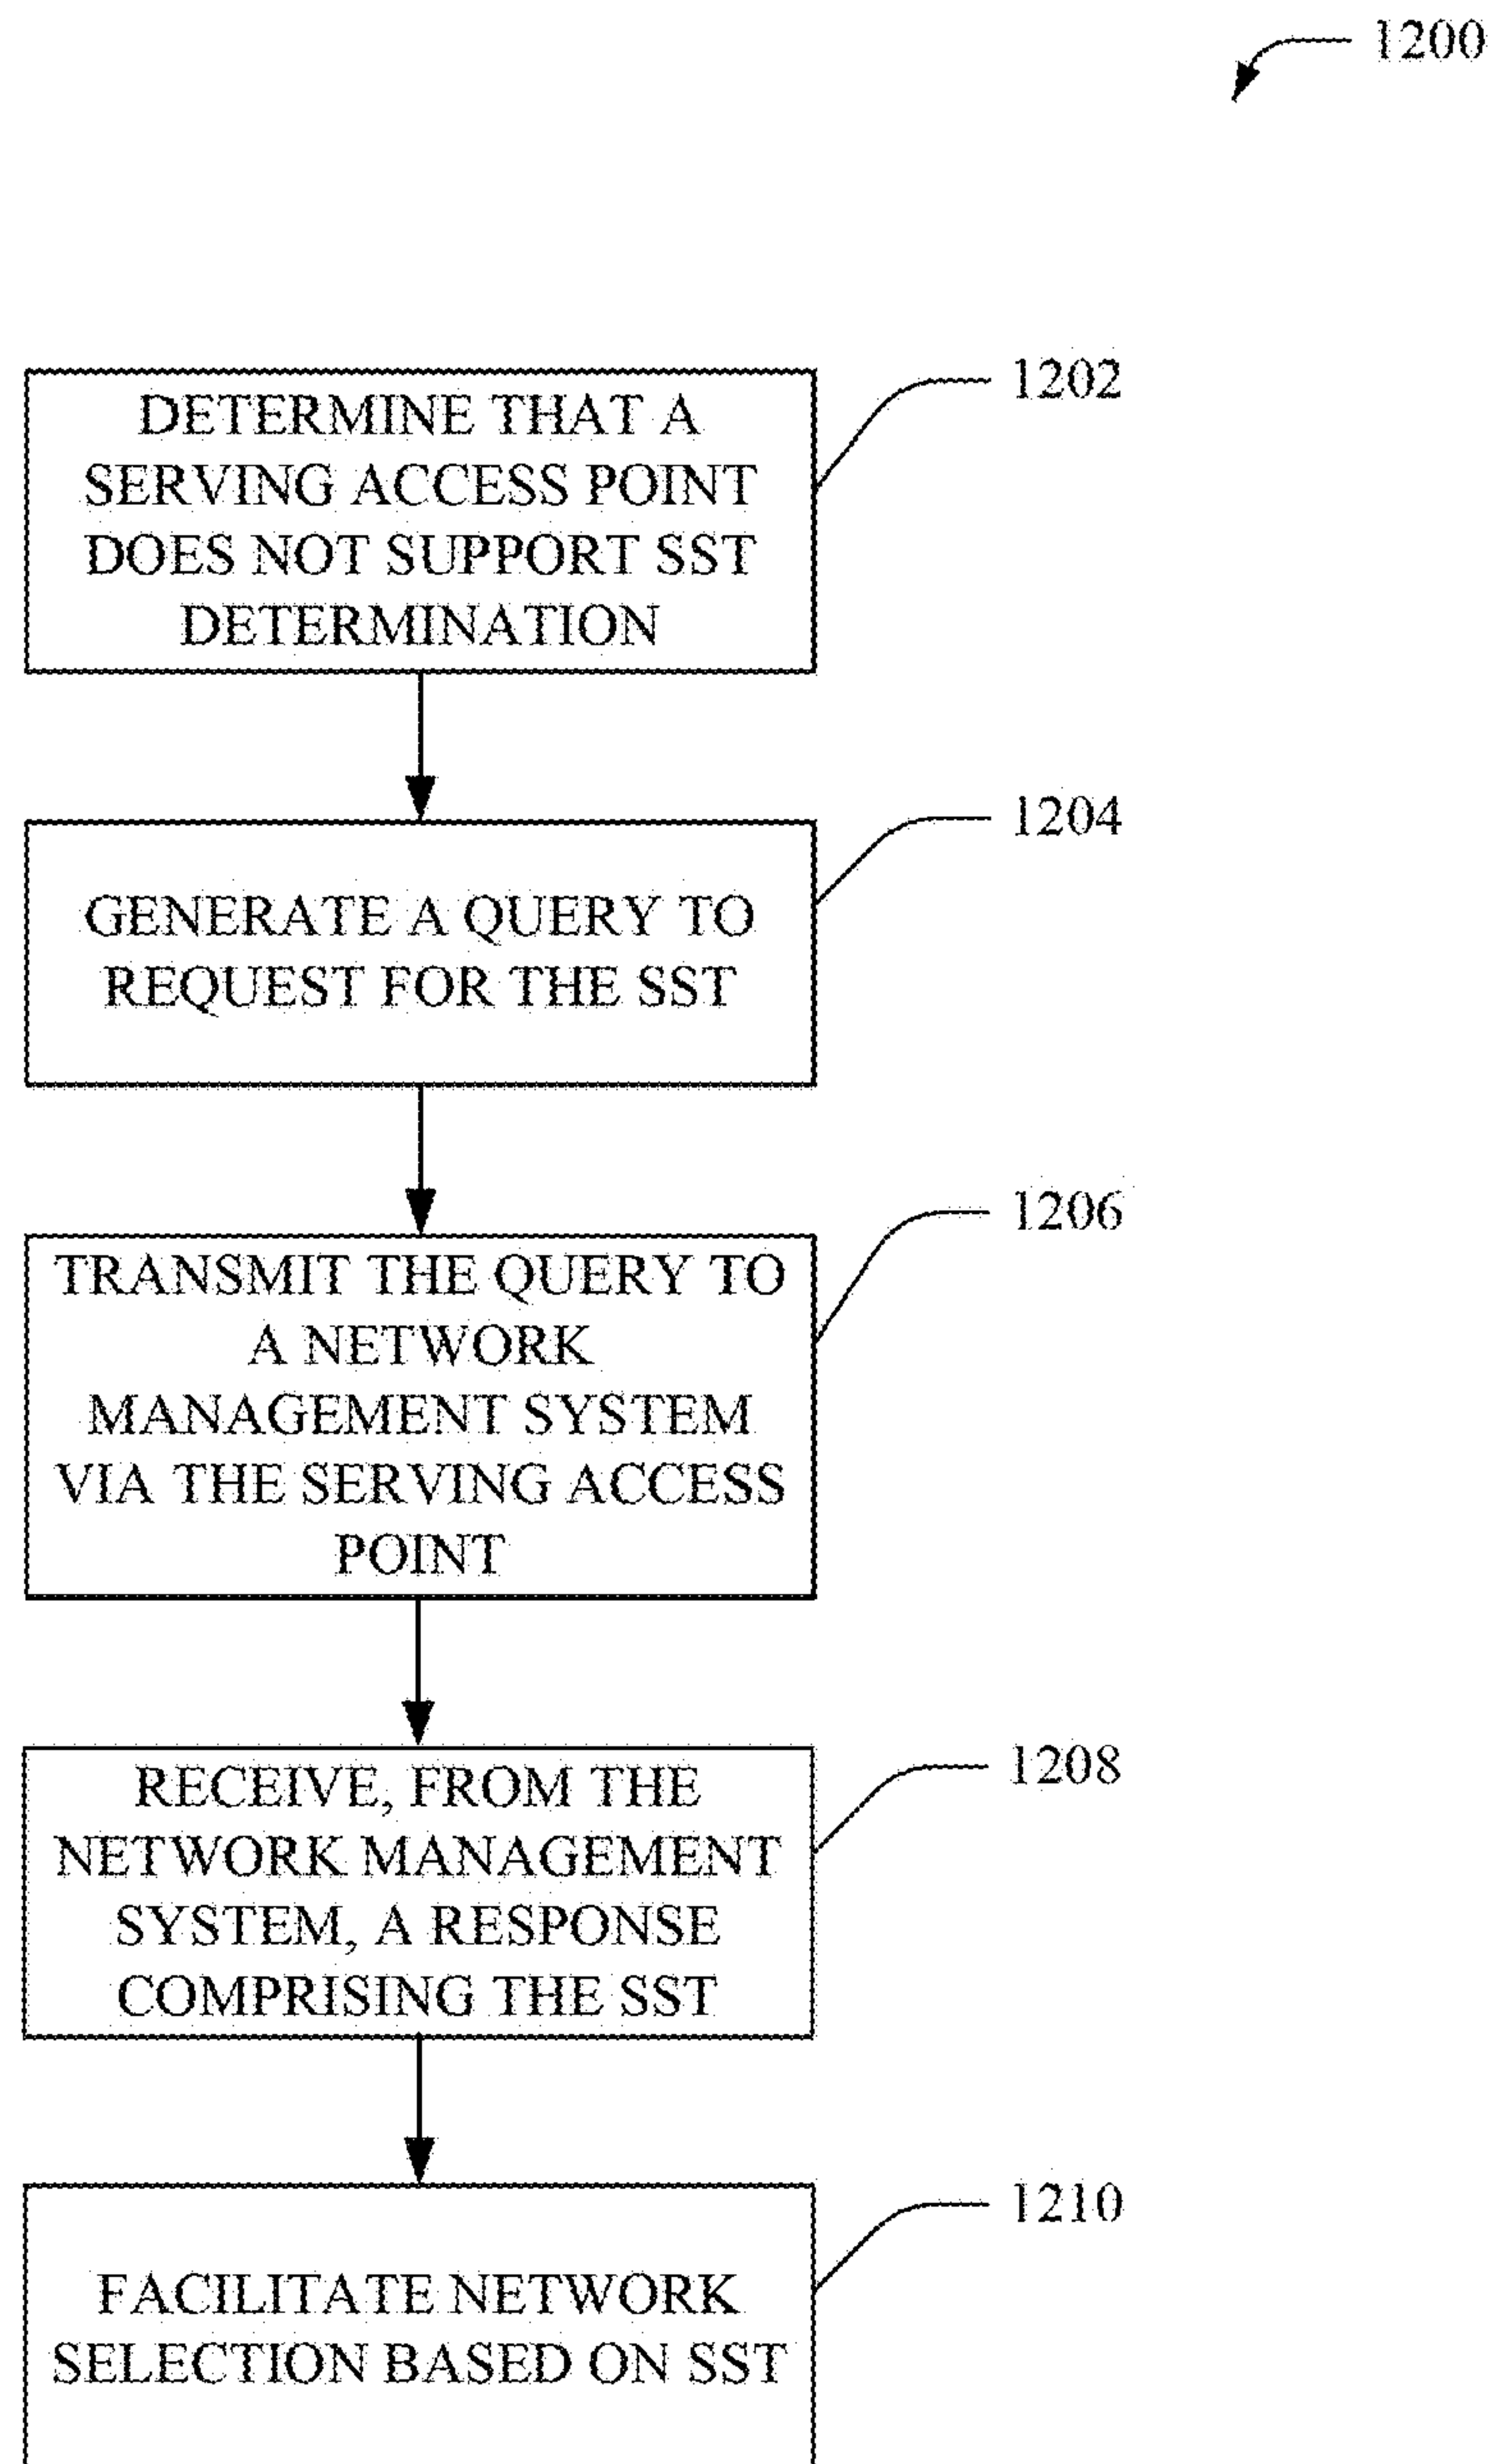 1200
DETERMINE THAT A
SERVING ACCESS POINT
DOES NOT SUPPORT SST
DETERMINATION
1202
GENERATE A QUERY TO
REQUEST FOR THE SST
1204
TRANSMIT THE QUERY TO
A NETWORK
MANAGEMENT SYSTEM
VIA THE SERVING ACCESS
POINT
1206
RECEIVE, FROM THE
NETWORK MANAGEMENT
SYSTEM, A RESPONSE
COMPRISING THE SST
1208
FACILITATE NETWORK
SELECTION BASED ON SST
1210